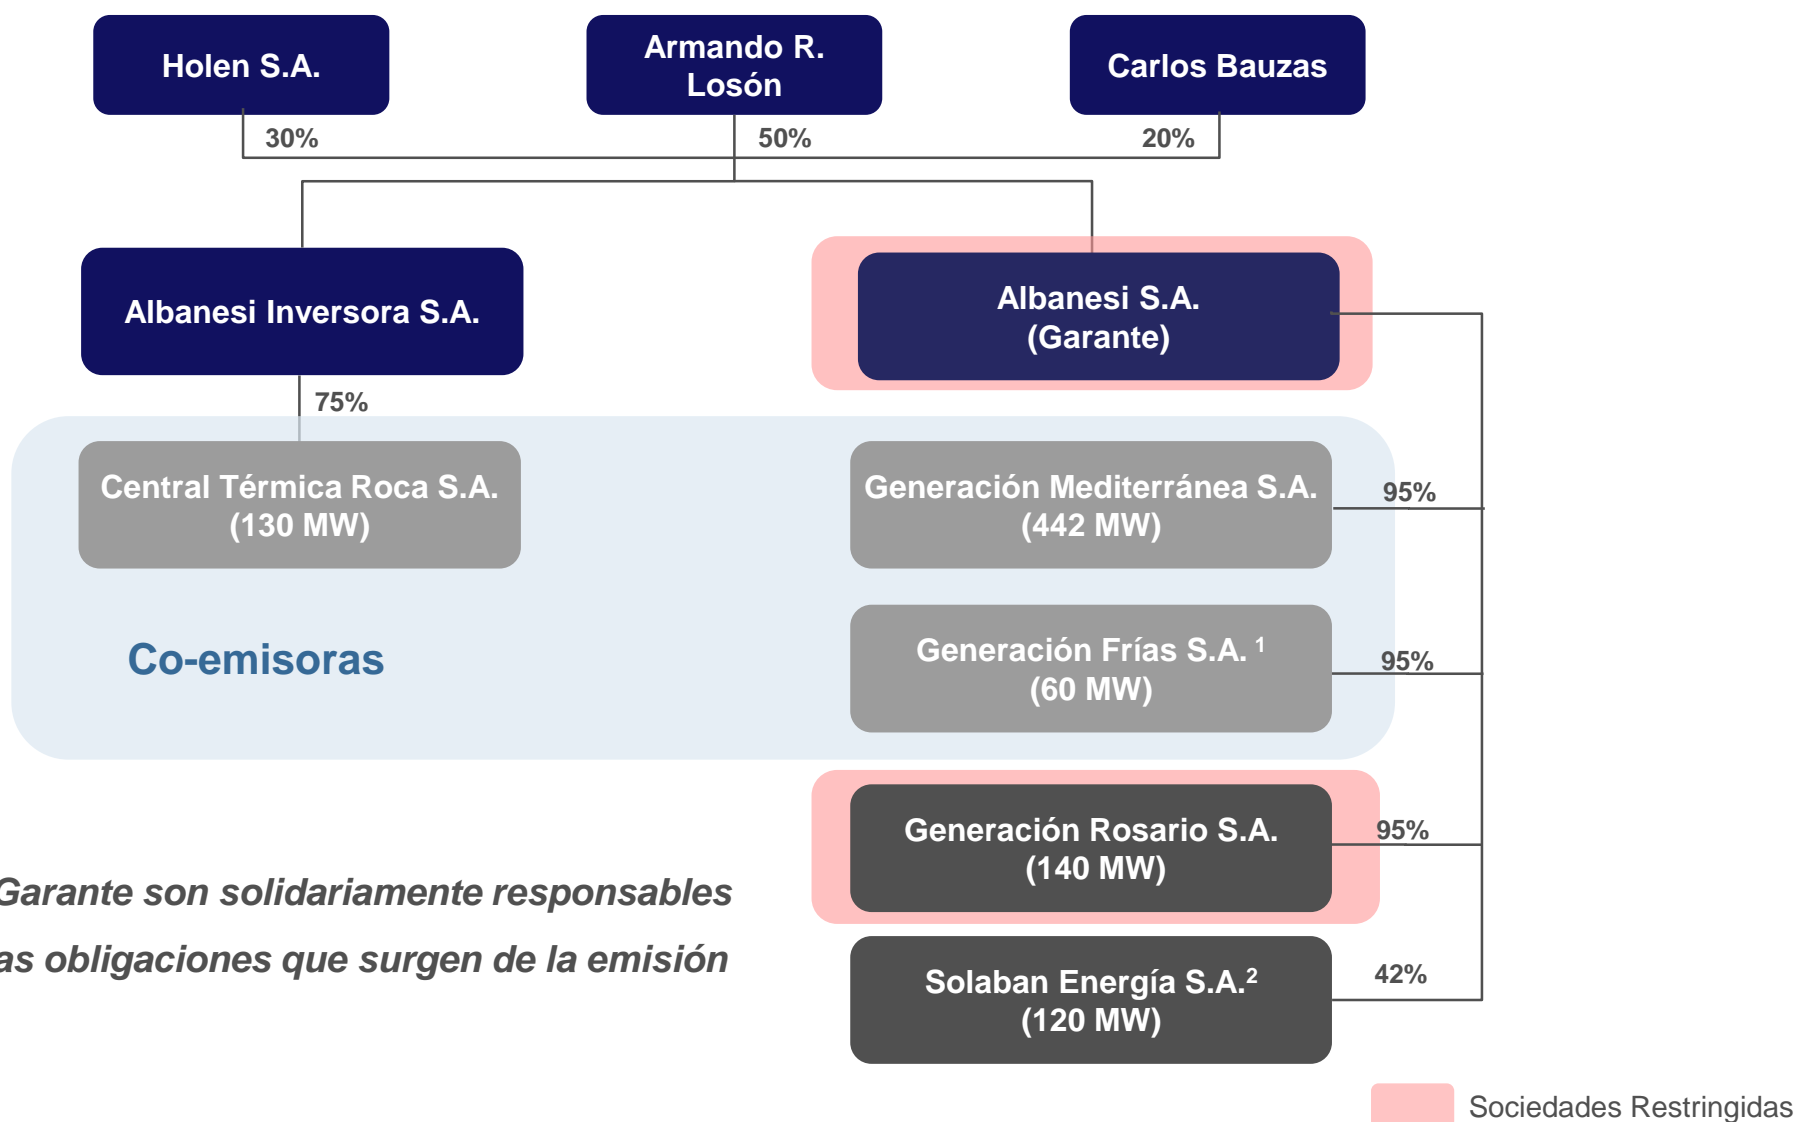 Holen S.A.
Armando R.
Losón
Carlos Bauzas
30%
50%
20%
Albanesi Inversora S.A.
Albanesi S.A.
(Garante)
75%
Central Térmica Roca S.A.
(130 MW)
Generación Mediterránea S.A.
(442 MW)
95%
Co-emisoras
Generación Frías S.A. 1
(60 MW)
95%
Generación Rosario S.A.
(140 MW)
95%
Garante son solidariamente responsables
as obligaciones que surgen de la emisión
Solaban Energía S.A.2
(120 MW)
42%
Sociedades Restringidas